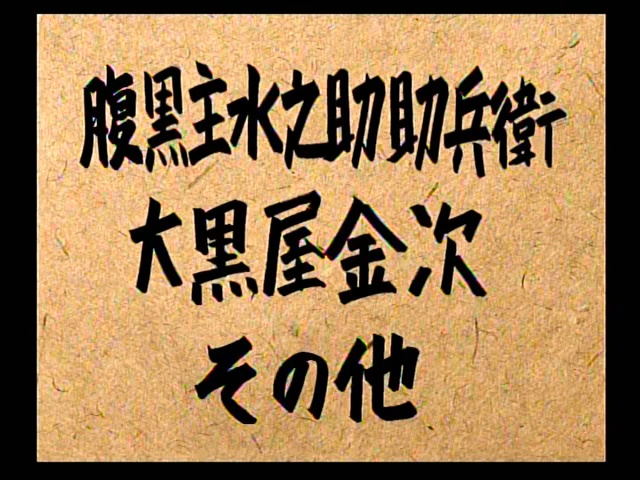 腹黒主水之助助兵衛
大黒屋金次
その他